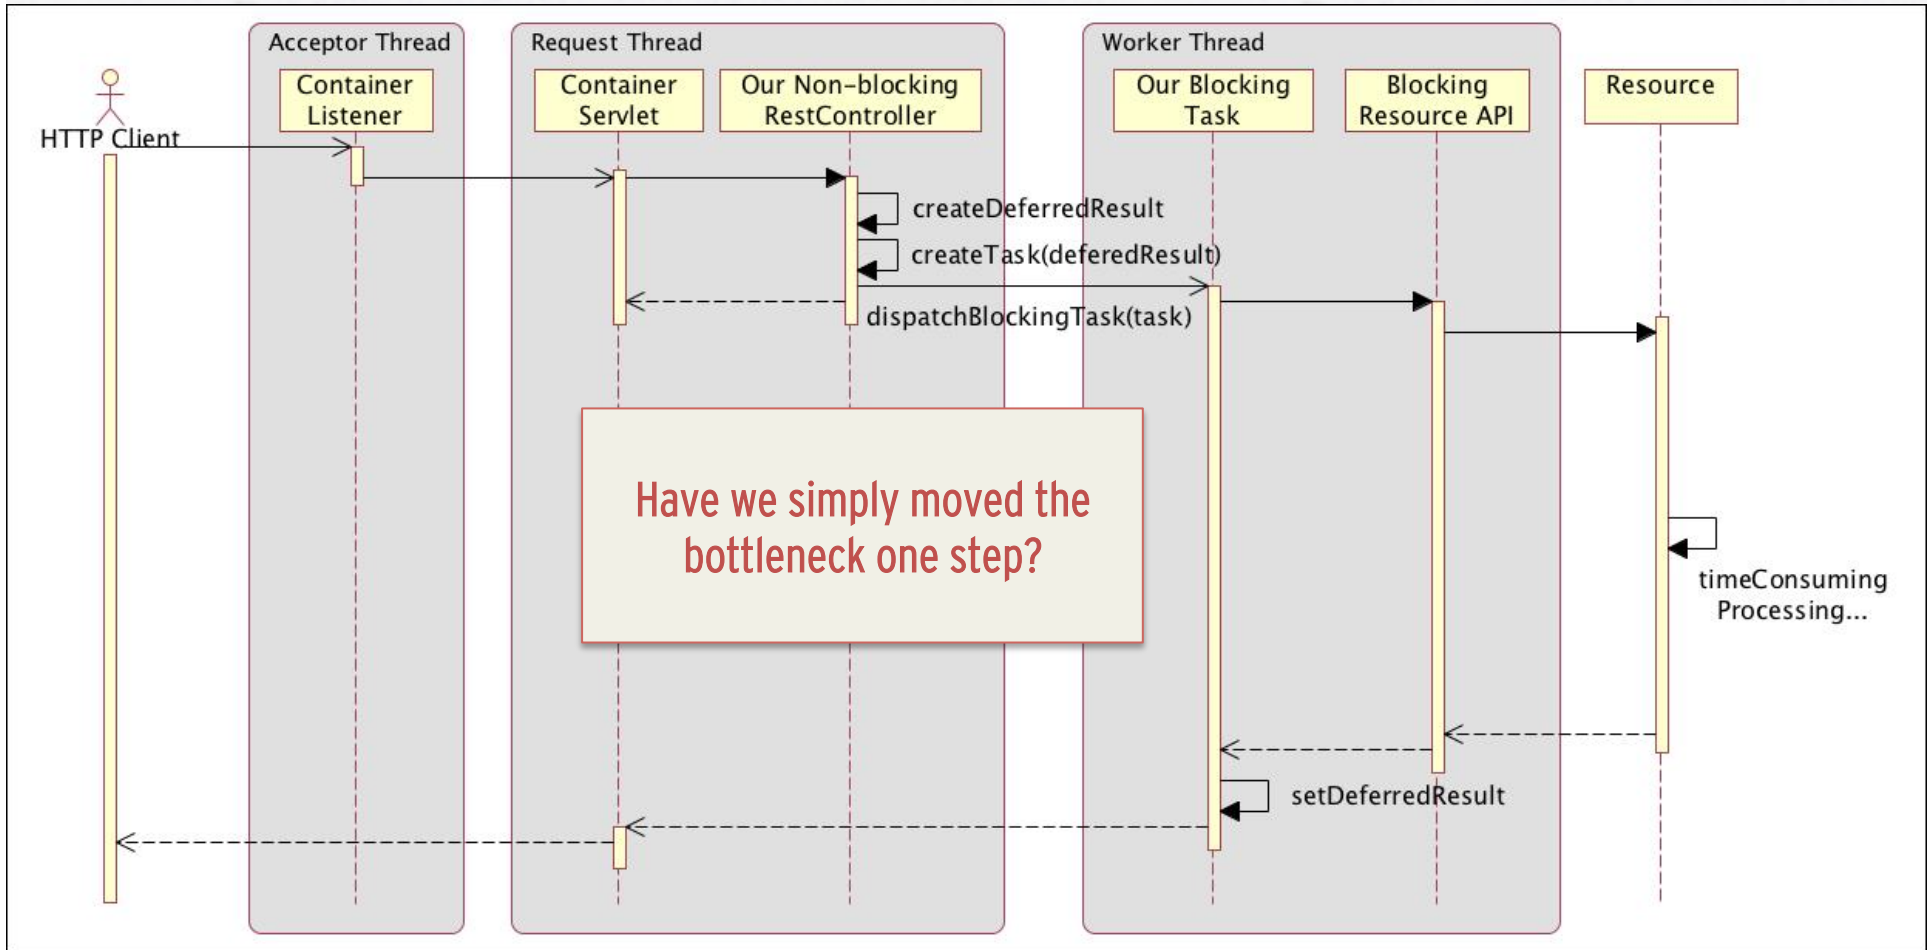 Acceptor Thread
Request Thread
Worker Thread
Container
Listener
Container
Servlet
Our Non-blocking
RestController
Our Blocking
Task
Blocking
Resource API
Resource
HTTP Client
createDeferredResult
createTask(deferedResult)
dispatchBlockingTask(task)
Have we simply moved the
bottleneck one step?
timeConsuming
Processing...
setDeferredResult